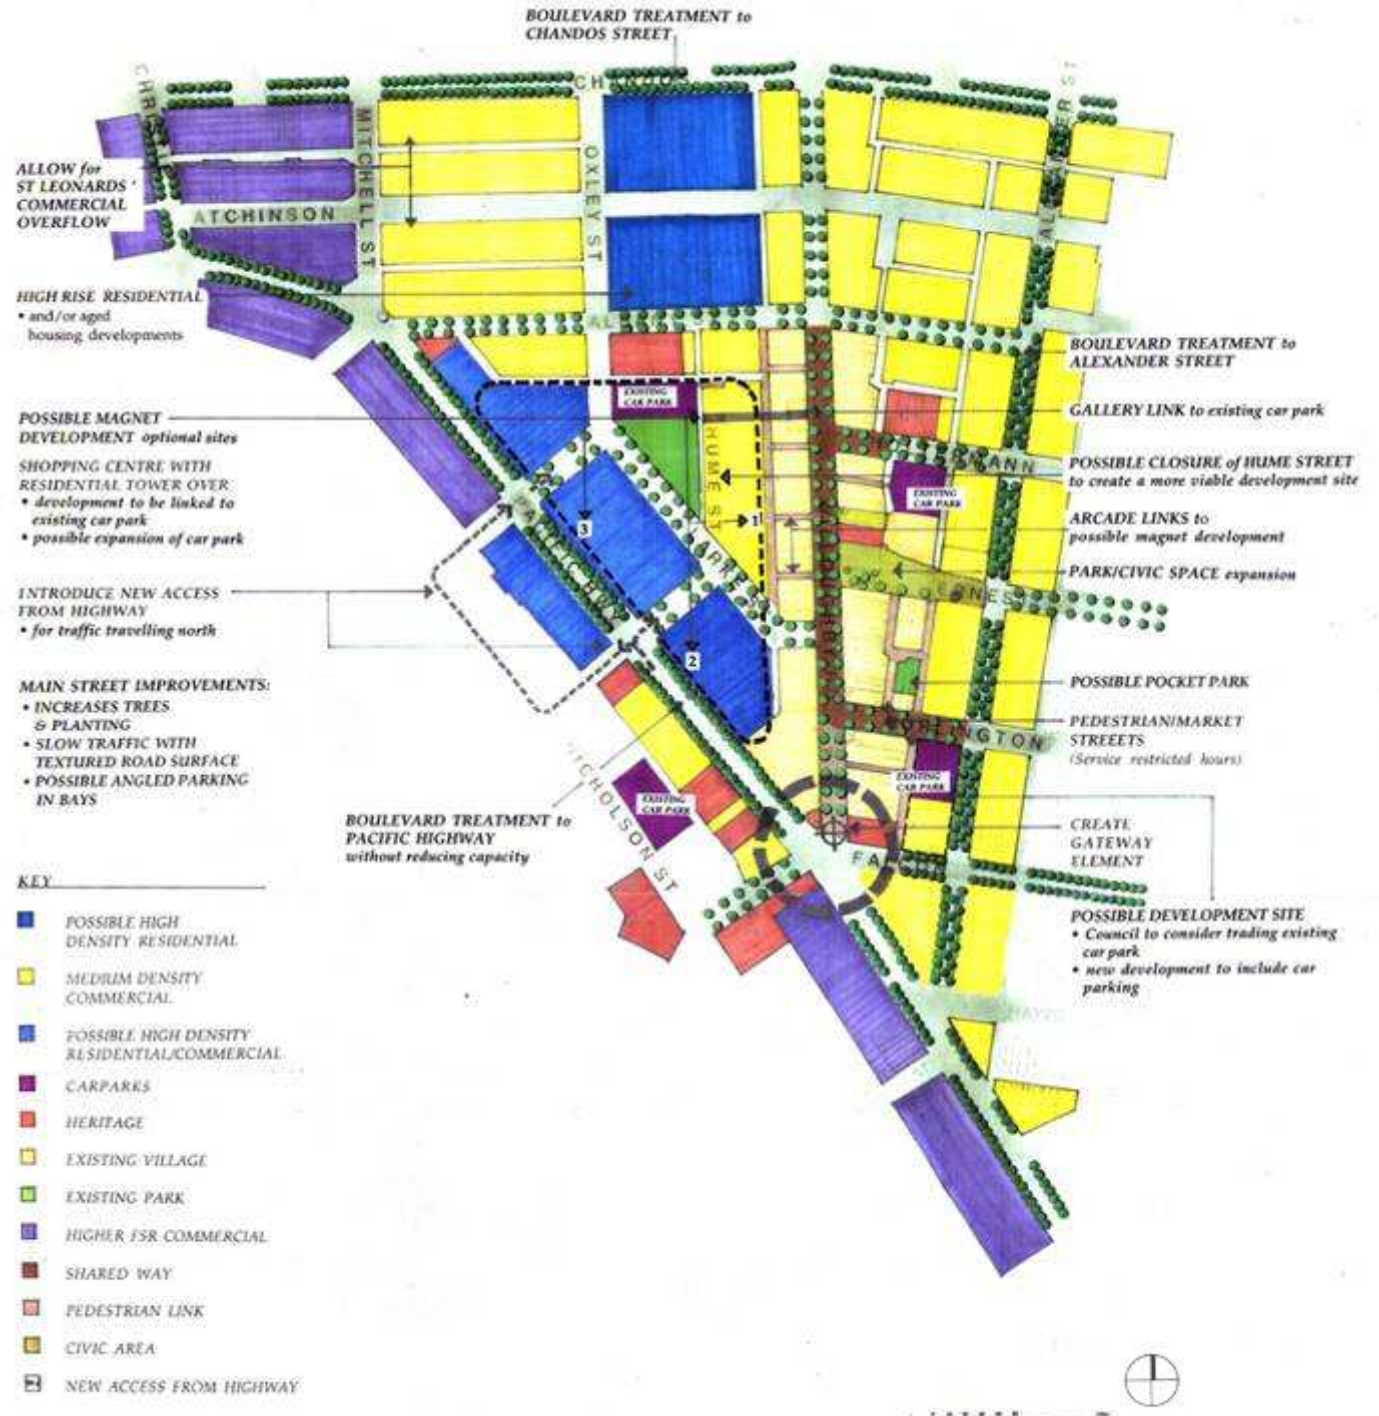 BOULEVARD TREATMENT to
CHANDOS STREET
CHANDOS
MITCHELL ST
OXLEY ST
ATCHINSON
ALLOW for
ST LEONARDS'
COMMERCIAL
OVERFLOW
HIGH RISE RESIDENTIAL
• and/or aged
housing developments
POSSIBLE MAGNET
DEVELOPMENT optional sites
SHOPPING CENTRE WITH
RESIDENTIAL TOWER OVER
• development to be linked to
existing car park
• possible expansion of car park
INTRODUCE NEW ACCESS
FROM HIGHWAY
• for traffic travelling north
MAIN STREET IMPROVEMENTS:
• INCREASES TREES
& PLANTING
• SLOW TRAFFIC WITH
TEXTURED ROAD SURFACE
• POSSIBLE ANGLED PARKING
IN BAYS
BOULEVARD TREATMENT to
PACIFIC HIGHWAY
without reducing capacity
EXISTING
CAR PARK
HUME ST
1
3
2
EXISTING
CAR PARK
EXISTING
CAR PARK
EXISTING
CAR PARK
ERNES
NICHOLSON ST
BOULEVARD TREATMENT to
ALEXANDER STREET
GALLERY LINK to existing car park
POSSIBLE CLOSURE of HUME STREET
to create a more viable development site
ARCADE LINKS to
possible magnet development
PARK/CIVIC SPACE expansion
POSSIBLE POCKET PARK
PEDESTRIAN/MARKET
STREEETS
(Service restricted hours)
CREATE
GATEWAY
ELEMENT
POSSIBLE DEVELOPMENT SITE
• Council to consider trading existing
car park
• new development to include car
parking
KEY
POSSIBLE HIGH
DENSITY RESIDENTIAL
MEDIUM DENSITY
COMMERCIAL
POSSIBLE HIGH DENSITY
RESIDENTIAL/COMMERCIAL
CARPARKS
HERITAGE
EXISTING VILLAGE
EXISTING PARK
HIGHER FSR COMMERCIAL
SHARED WAY
PEDESTRIAN LINK
CIVIC AREA
NEW ACCESS FROM HIGHWAY